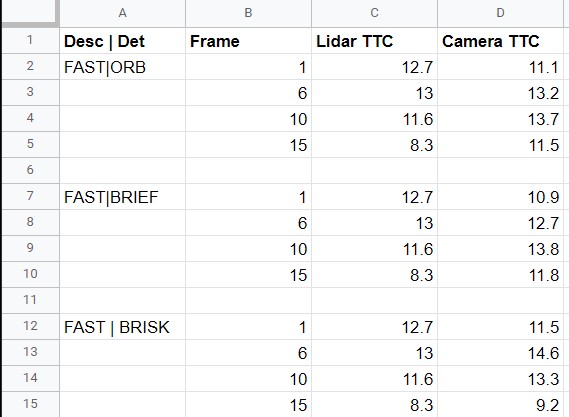 A B C D
1 Desc | Det Frame Lidar TTC Camera TTC
2 FAST|ORB 1 12.7 11.1
3 6 13 13.2
4 10 11.6 13.7
5 15 8.3 11.5
6
7 FAST|BRIEF 1 12.7 10.9
8 6 13 12.7
9 10 11.6 13.8
10 15 8.3 11.8
11
12 FAST | BRISK 1 12.7 11.5
13 6 13 14.6
14 10 11.6 13.3
15 15 8.3 9.2